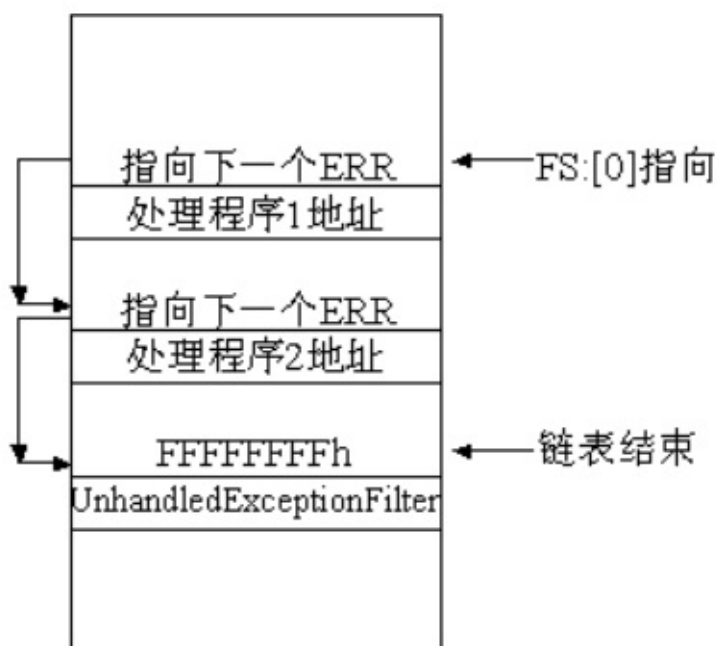 指向下一个ERR
FS:[0]指向
处理程序1地址
指向下一个ERR
处理程序2地址
FFFFFFFFh
链表结束
UnhandledExceptionFilter